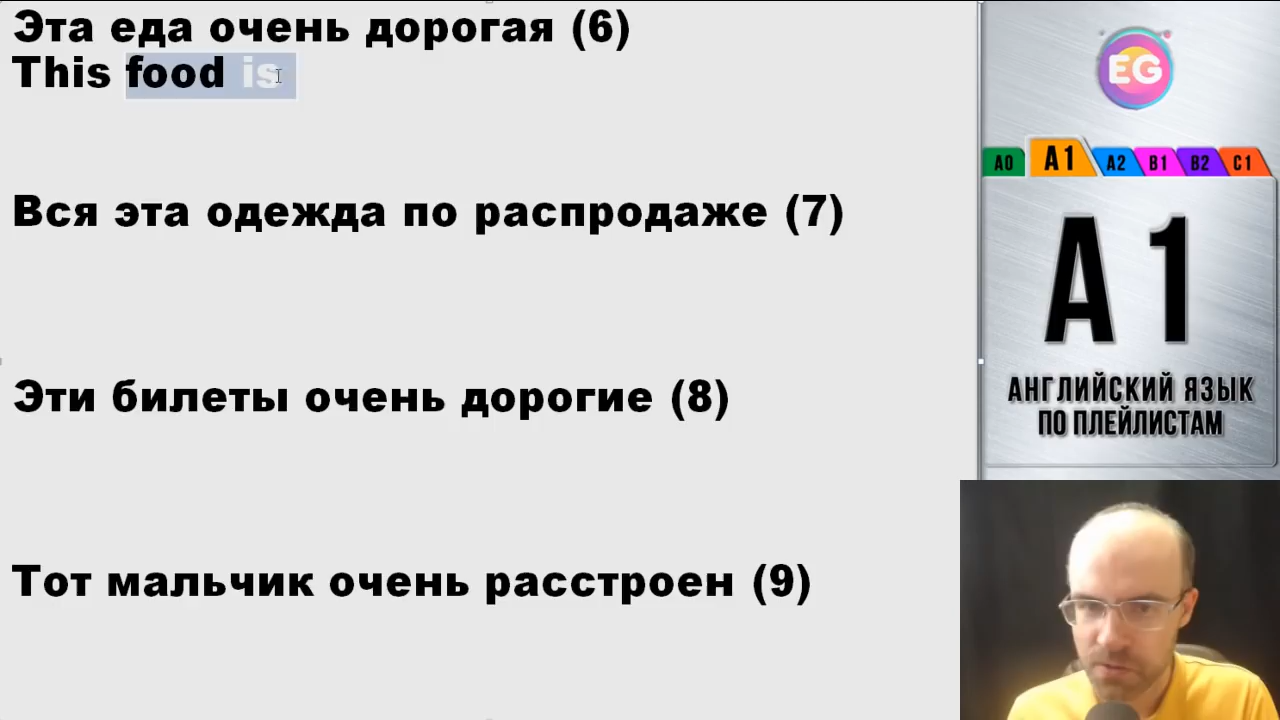 Эта еда очень дорогая (6)
This food is
Вся эта одежда по распродаже (7)
Эти билеты очень дорогие (8)
Тот мальчик очень расстроен (9)
EG
A0 A1 A2 B1 B2 C1
A1
АНГЛИЙСКИЙ ЯЗЫК
ПО ПЛЕЙЛИСТАМ